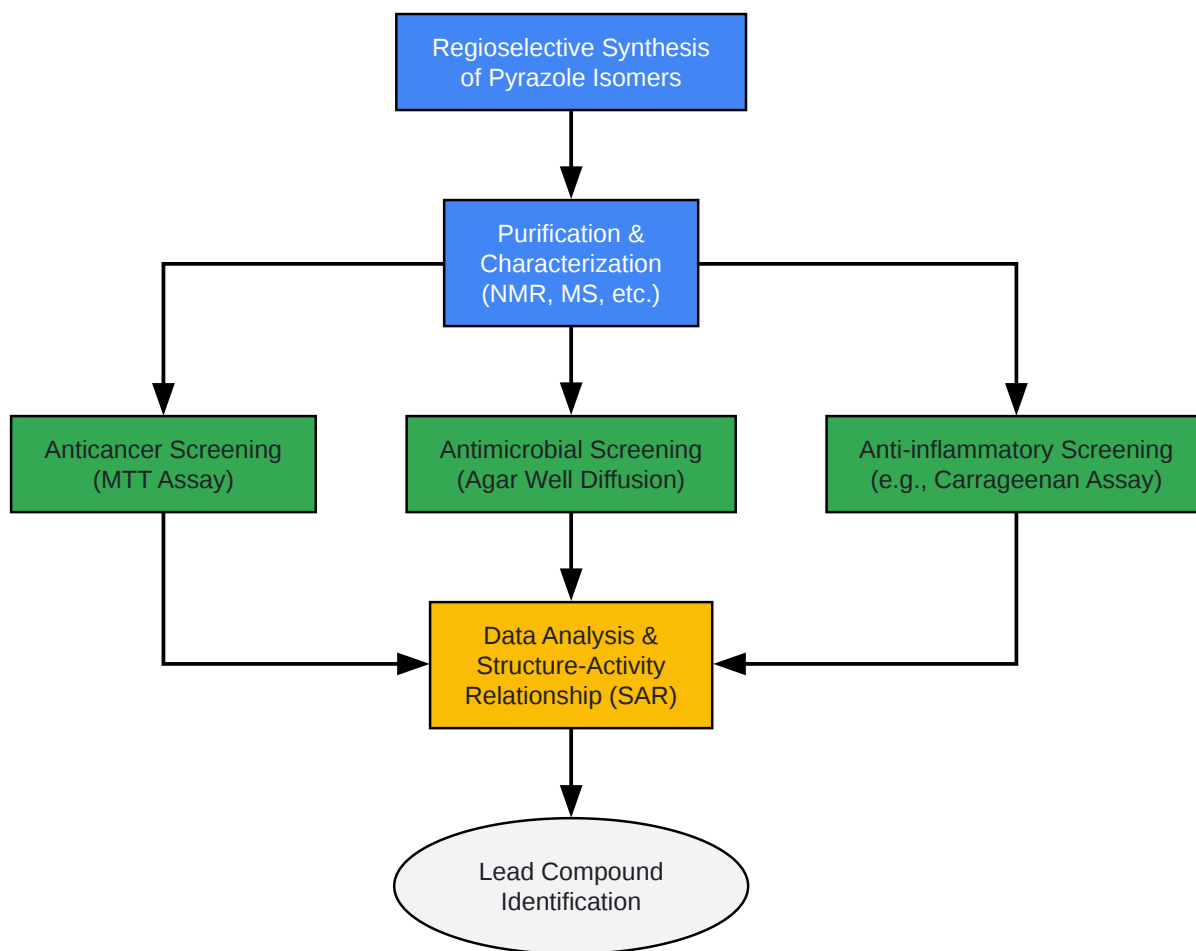 Regioselective Synthesis
of Pyrazole Isomers
Purification &
Characterization
(NMR, MS, etc.)
Anticancer Screening
(MTT Assay)
Antimicrobial Screening
(Agar Well Diffusion)
Anti-inflammatory Screening
(e.g., Carrageenan Assay)
Data Analysis &
Structure-Activity
Relationship (SAR)
Lead Compound
Identification